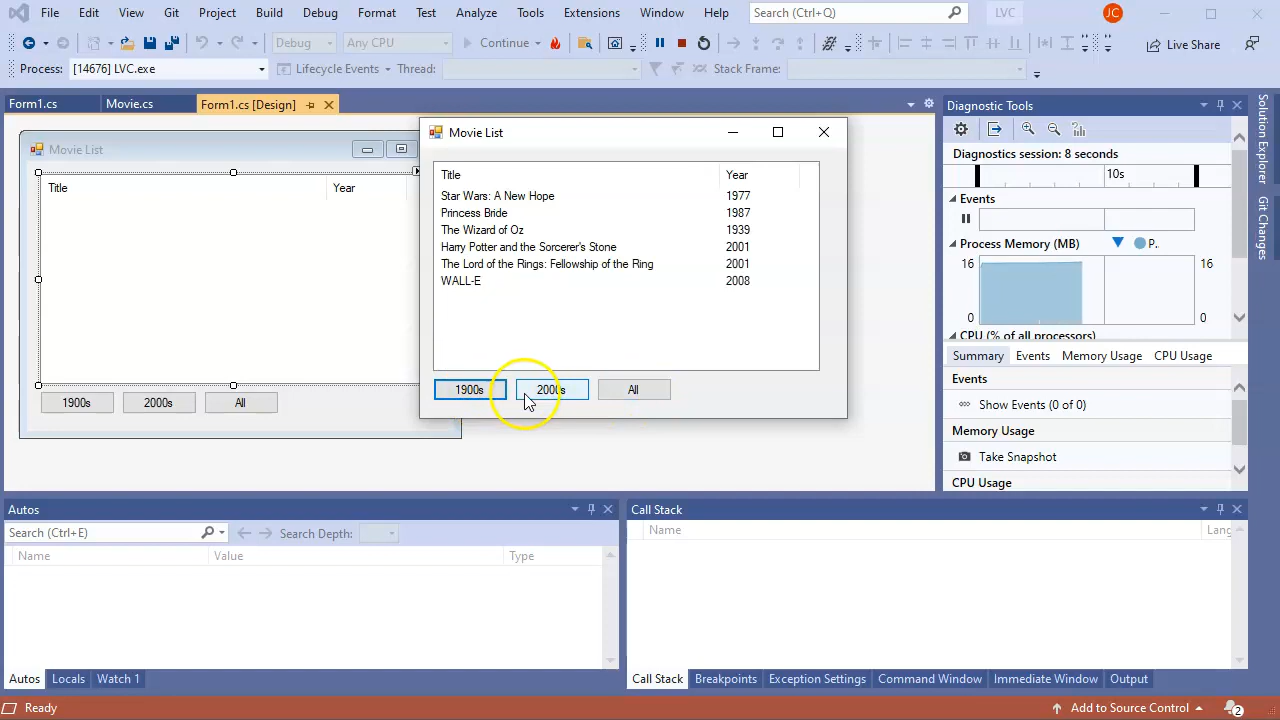 File Edit View Git Project Build Debug Format Test Analyze Tools Extensions Window Help Search (Ctrl+Q) LVC JC
Debug Any CPU Continue Live Share
Process: [14676] LVC.exe Lifecycle Events Thread: Stack Frame:
Form1.cs Movie.cs Form1.cs [Design]
Movie List
Title Year
1900s 2000s All
Movie List
Title Year
Star Wars: A New Hope 1977
Princess Bride 1987
The Wizard of Oz 1939
Harry Potter and the Sorcerer's Stone 2001
The Lord of the Rings: Fellowship of the Ring 2001
WALL-E 2008
1900s 2000s All
Diagnostic Tools
Diagnostics session: 8 seconds
10s
Events
Process Memory (MB) P..
16 16
0 0
CPU (% of all processors)
Summary Events Memory Usage CPU Usage
Events
Show Events (0 of 0)
Memory Usage
Take Snapshot
CPU Usage
Solution Explorer
Git Changes
Autos
Search (Ctrl+E) Search Depth:
Name Value Type
Autos Locals Watch 1
Call Stack
Name Lang
Call Stack Breakpoints Exception Settings Command Window Immediate Window Output
Ready Add to Source Control 2